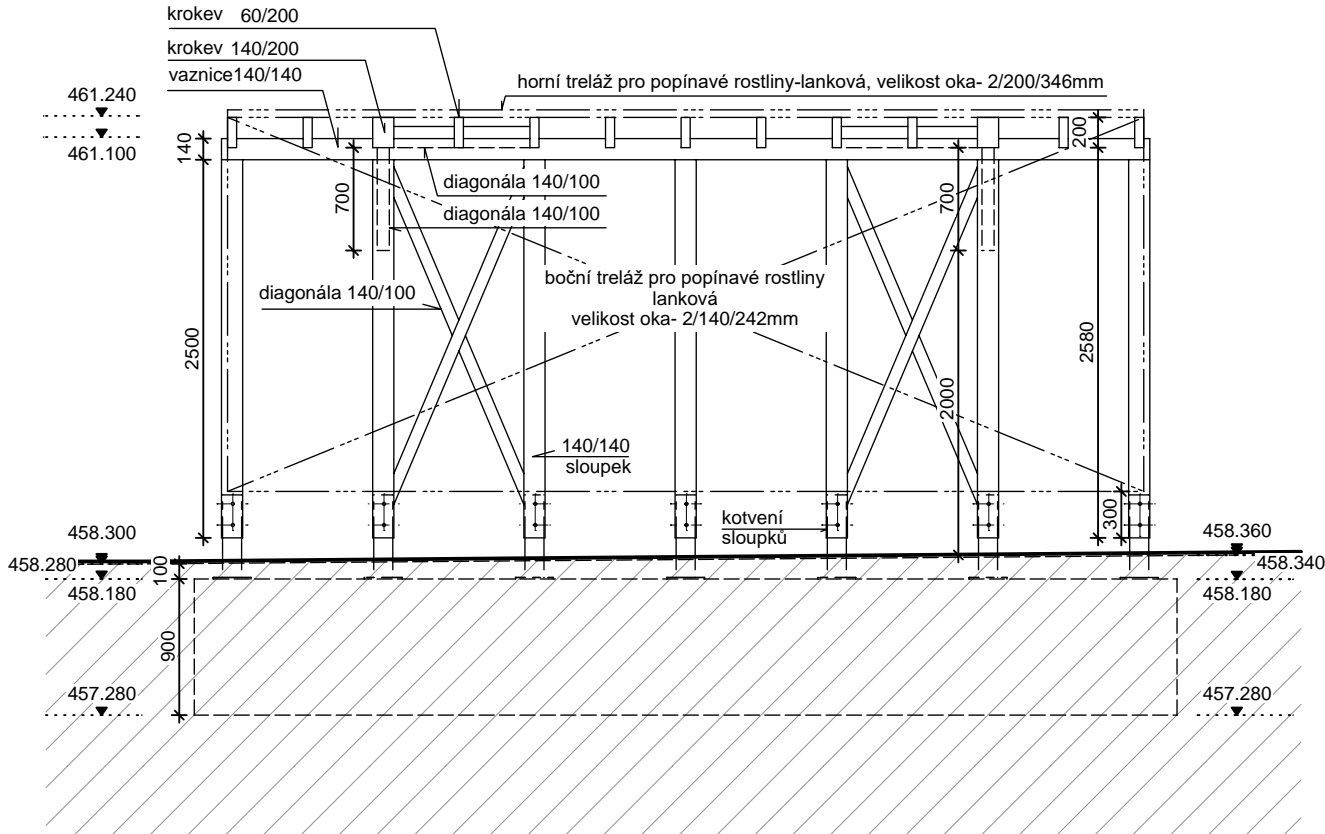 krokev 60/200
krokev 140/200
vaznice140/140
horní treláž pro popínavé rostliny-lanková, velikost oka- 2/200/346mm
461.240
461.100
140
200
700
diagonála 140/100
diagonála 140/100
700
diagonála 140/100
boční treláž pro popínavé rostliny
lanková
velikost oka- 2/140/242mm
2500
2580
2000
140/140
sloupek
kotvení
sloupků
300
458.300
458.360
458.280
100
458.340
458.180
458.180
900
457.280
457.280